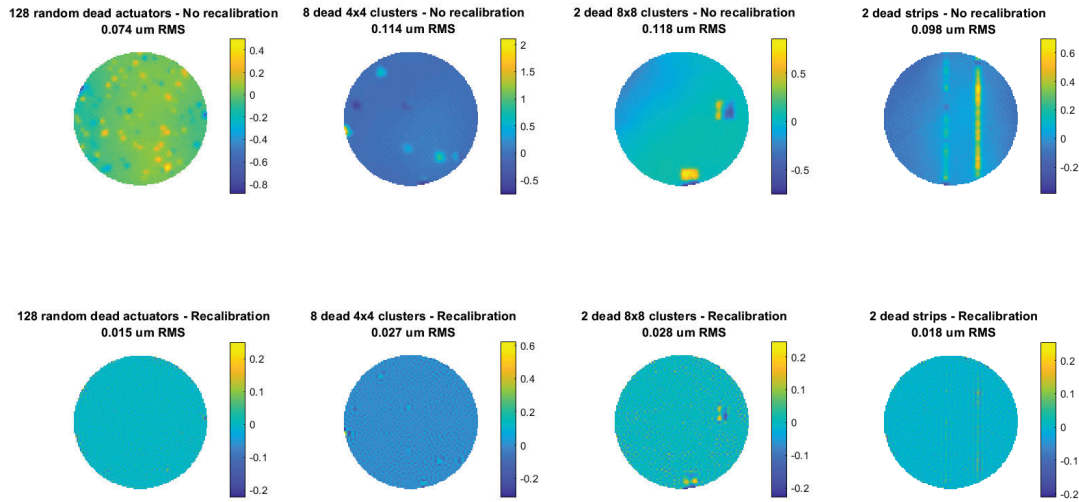 128 random dead actuators - No recalibration
0.074 um RMS
0.4
0.2
0
-0.2
-0.4
-0.6
-0.8
8 dead 4x4 clusters - No recalibration
0.114 um RMS
2
1.5
1
0.5
0
-0.5
2 dead 8x8 clusters - No recalibration
0.118 um RMS
0.5
0
-0.5
2 dead strips - No recalibration
0.098 um RMS
0.6
0.4
0.2
0
-0.2
128 random dead actuators - Recalibration
0.015 um RMS
0.2
0.1
0
-0.1
-0.2
8 dead 4x4 clusters - Recalibration
0.027 um RMS
0.6
0.4
0.2
0
-0.2
2 dead 8x8 clusters - Recalibration
0.028 um RMS
0.2
0.1
0
-0.1
-0.2
2 dead strips - Recalibration
0.018 um RMS
0.2
0.1
0
-0.1
-0.2